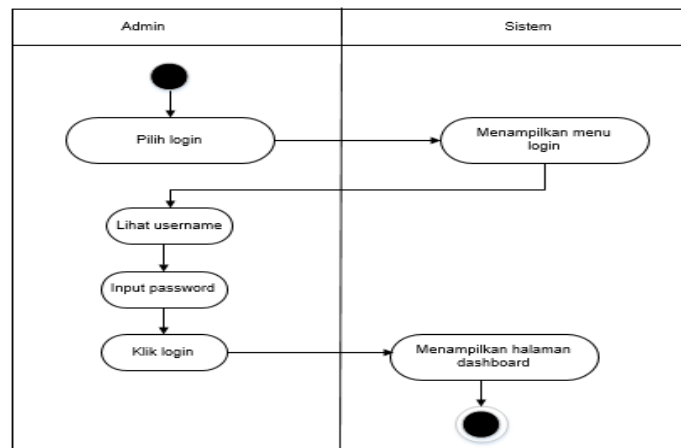 Admin
Sistem
Pilih login
Menampilkan menu
login
Lihat username
Input password
Klik login
Menampilkan halaman
dashboard